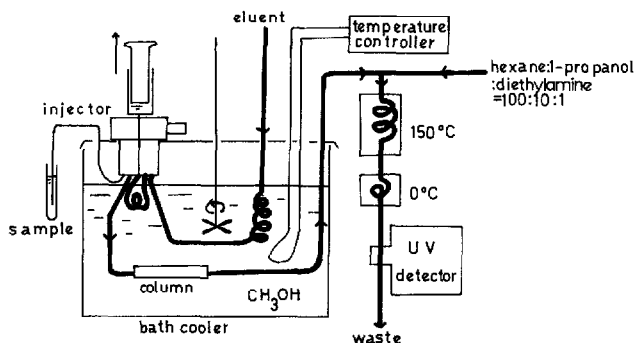 eluent
temperature
controller
injector
hexane:1-propanol
:diethylamine
=100:10:1
150°C
0°C
sample
UV
detector
column
CH3OH
bath cooler
waste